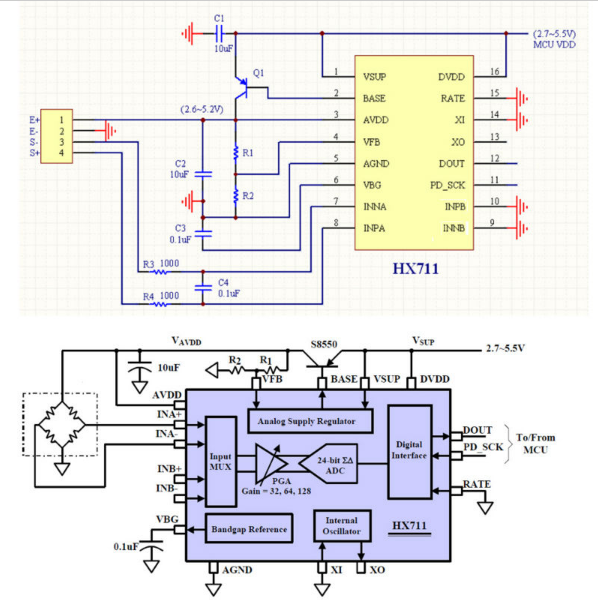 C1
10uF
(2.7~5.5V)
MCU VDD
Q1
1 VSUP DVDD 16
2 BASE RATE 15
(2.6~5.2V)
3 AVDD XI 14
4 VFB XO 13
5 AGND DOUT 12
6 VBG PD_SCK 11
7 INNA INPB 10
8 INPA INNB 9
HX711
E+ 1
E- 2
S- 3
S+ 4
R1
C2
10uF
R2
C3
0.1uF
R3 1000
C4
0.1uF
R4 1000
VAVDD S8550 VSUP
2.7~5.5V
10uF
R2 R1
VFB BASE VSUP DVDD
AVDD
INA+
INA-
INB+
INB-
Analog Supply Regulator
Input
MUX
PGA
Gain = 32, 64, 128
24-bit ΣΔ
ADC
Digital
Interface
DOUT
PD_SCK
To/From
MCU
RATE
VBG
0.1uF
Bandgap Reference
Internal
Oscillator
HX711
AGND XI XO